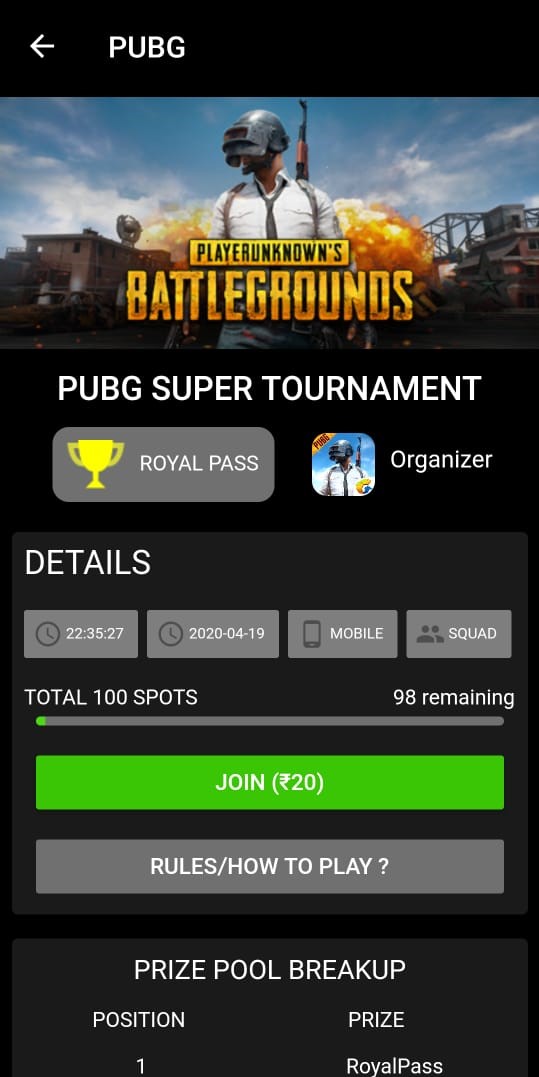 PUBG
PLAYERUNKNOWN'S
BATTLEGROUNDS
PUBG SUPER TOURNAMENT
ROYAL PASS
PUBG
Organizer
DETAILS
22:35:27 2020-04-19 MOBILE SQUAD
TOTAL 100 SPOTS 98 remaining
JOIN (₹20)
RULES/HOW TO PLAY ?
PRIZE POOL BREAKUP
POSITION PRIZE
1 RoyalPass